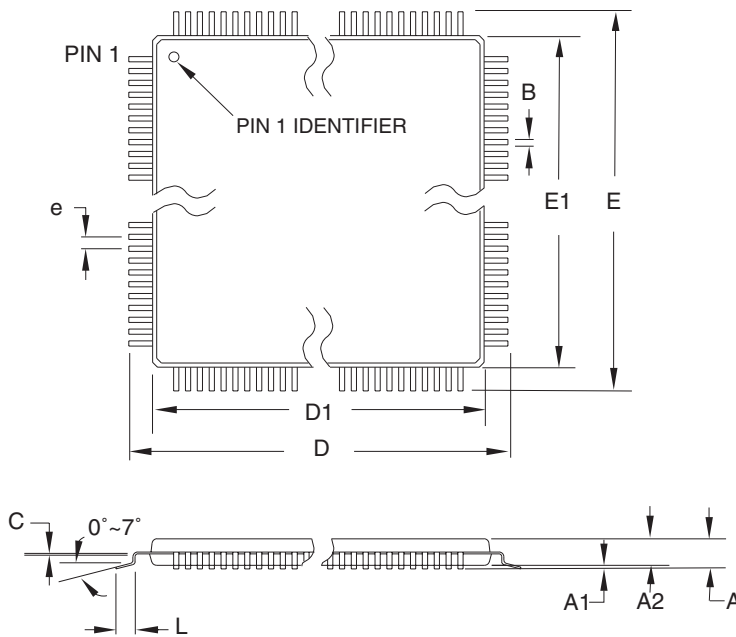 PIN 1
PIN 1 IDENTIFIER
B
e
E1
E
D1
D
C
0°~7°
L
A1
A2
A